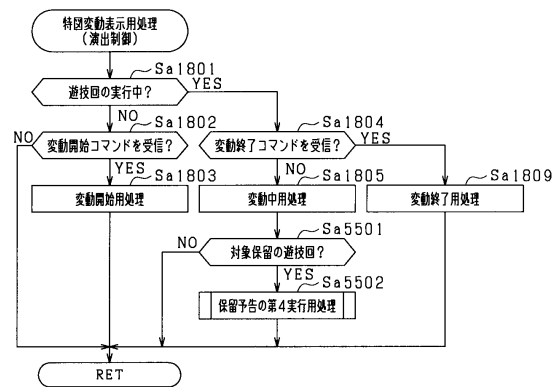 特図変動表示用処理
(演出制御)
Sa1801
遊技回の実行中?
YES
NO
Sa1802
Sa1804
NO
変動開始コマンドを受信?
変動終了コマンドを受信?
YES
YES
Sa1803
NO
Sa1805
Sa1809
変動開始用処理
変動中用処理
変動終了用処理
Sa5501
NO
対象保留の遊技回?
YES
Sa5502
保留予告の第4実行用処理
RET